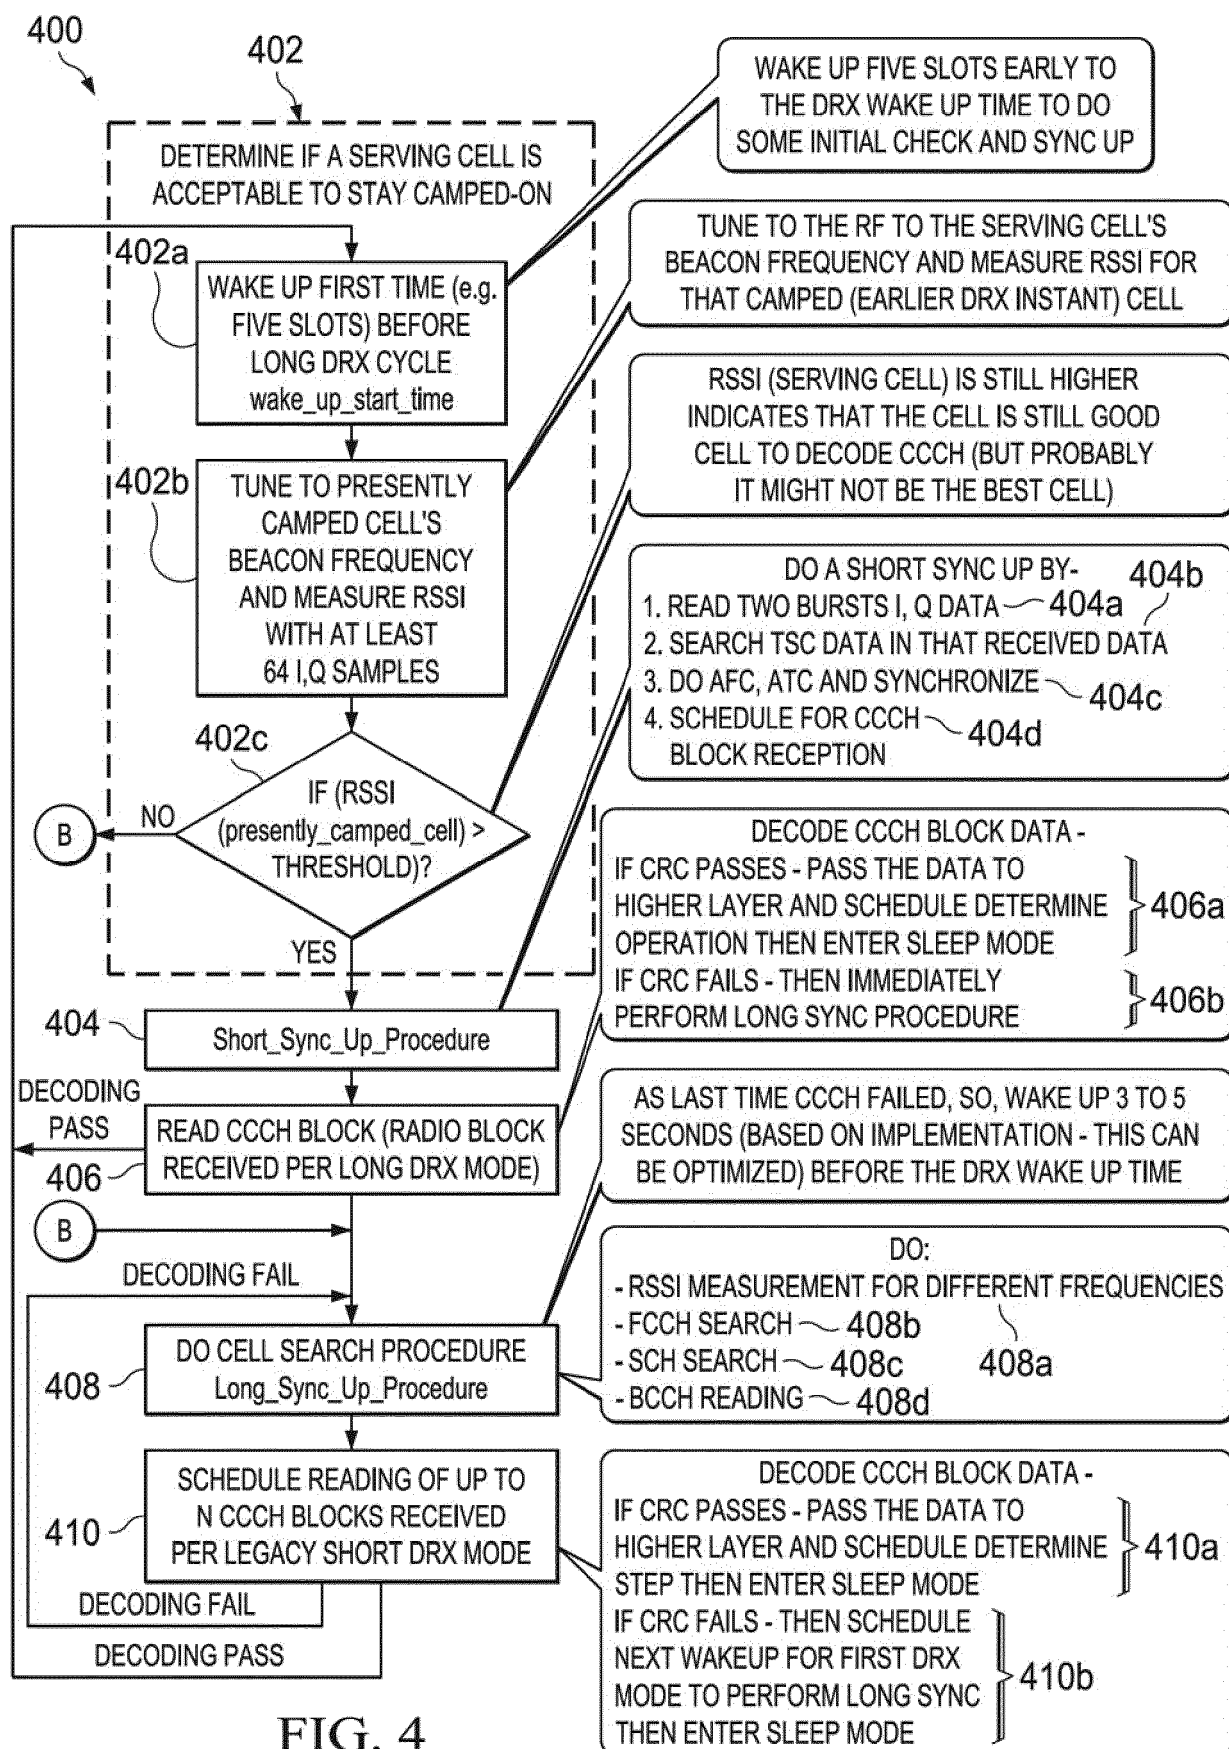 400
402
DETERMINE IF A SERVING CELL IS
ACCEPTABLE TO STAY CAMPED-ON
402a
WAKE UP FIRST TIME (e.g.
FIVE SLOTS) BEFORE
LONG DRX CYCLE
wake_up_start_time
402b
TUNE TO PRESENTLY
CAMPED CELL'S
BEACON FREQUENCY
AND MEASURE RSSI
WITH AT LEAST
64 I,Q SAMPLES
402c
IF (RSSI
(presently_camped_cell) >
THRESHOLD)?
NO
B
YES
404
Short_Sync_Up_Procedure
DECODING
PASS
406
READ CCCH BLOCK (RADIO BLOCK
RECEIVED PER LONG DRX MODE)
B
DECODING FAIL
408
DO CELL SEARCH PROCEDURE
Long_Sync_Up_Procedure
410
SCHEDULE READING OF UP TO
N CCCH BLOCKS RECEIVED
PER LEGACY SHORT DRX MODE
DECODING FAIL
DECODING PASS
WAKE UP FIVE SLOTS EARLY TO
THE DRX WAKE UP TIME TO DO
SOME INITIAL CHECK AND SYNC UP
TUNE TO THE RF TO THE SERVING CELL'S
BEACON FREQUENCY AND MEASURE RSSI FOR
THAT CAMPED (EARLIER DRX INSTANT) CELL
RSSI (SERVING CELL) IS STILL HIGHER
INDICATES THAT THE CELL IS STILL GOOD
CELL TO DECODE CCCH (BUT PROBABLY
IT MIGHT NOT BE THE BEST CELL)
DO A SHORT SYNC UP BY-
1. READ TWO BURSTS I, Q DATA 404a
2. SEARCH TSC DATA IN THAT RECEIVED DATA 404b
3. DO AFC, ATC AND SYNCHRONIZE 404c
4. SCHEDULE FOR CCCH 404d
BLOCK RECEPTION
DECODE CCCH BLOCK DATA -
IF CRC PASSES - PASS THE DATA TO
HIGHER LAYER AND SCHEDULE DETERMINE
OPERATION THEN ENTER SLEEP MODE
406a
IF CRC FAILS - THEN IMMEDIATELY
PERFORM LONG SYNC PROCEDURE
406b
AS LAST TIME CCCH FAILED, SO, WAKE UP 3 TO 5
SECONDS (BASED ON IMPLEMENTATION - THIS CAN
BE OPTIMIZED) BEFORE THE DRX WAKE UP TIME
DO:
- RSSI MEASUREMENT FOR DIFFERENT FREQUENCIES
408a
- FCCH SEARCH 408b
- SCH SEARCH 408c
- BCCH READING 408d
DECODE CCCH BLOCK DATA -
IF CRC PASSES - PASS THE DATA TO
HIGHER LAYER AND SCHEDULE DETERMINE
STEP THEN ENTER SLEEP MODE
410a
IF CRC FAILS - THEN SCHEDULE
NEXT WAKEUP FOR FIRST DRX
MODE TO PERFORM LONG SYNC
THEN ENTER SLEEP MODE
410b
FIG. 4